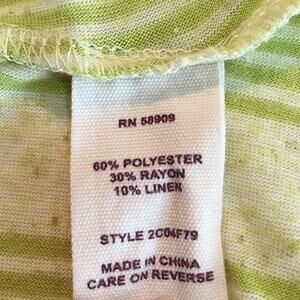 RN 58909
60% POLYESTER
30% RAYON
10% LINEN
STYLE 2C04F79
MADE IN CHINA
CARE ON REVERSE